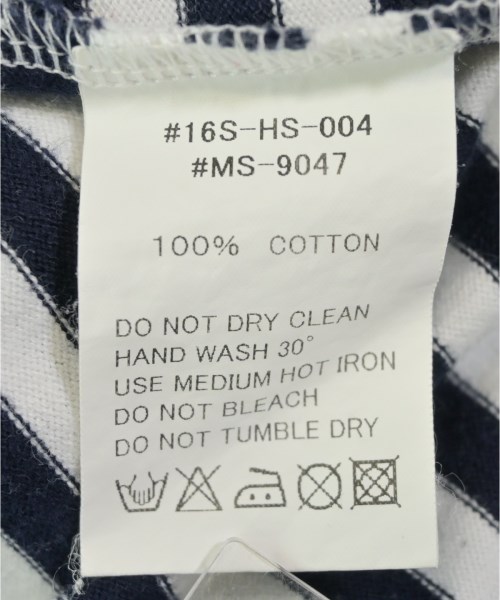 #16S-HS-004
#MS-9047
100% COTTON
DO NOT DRY CLEAN
HAND WASH 30°
USE MEDIUM HOT IRON
DO NOT BLEACH
DO NOT TUMBLE DRY